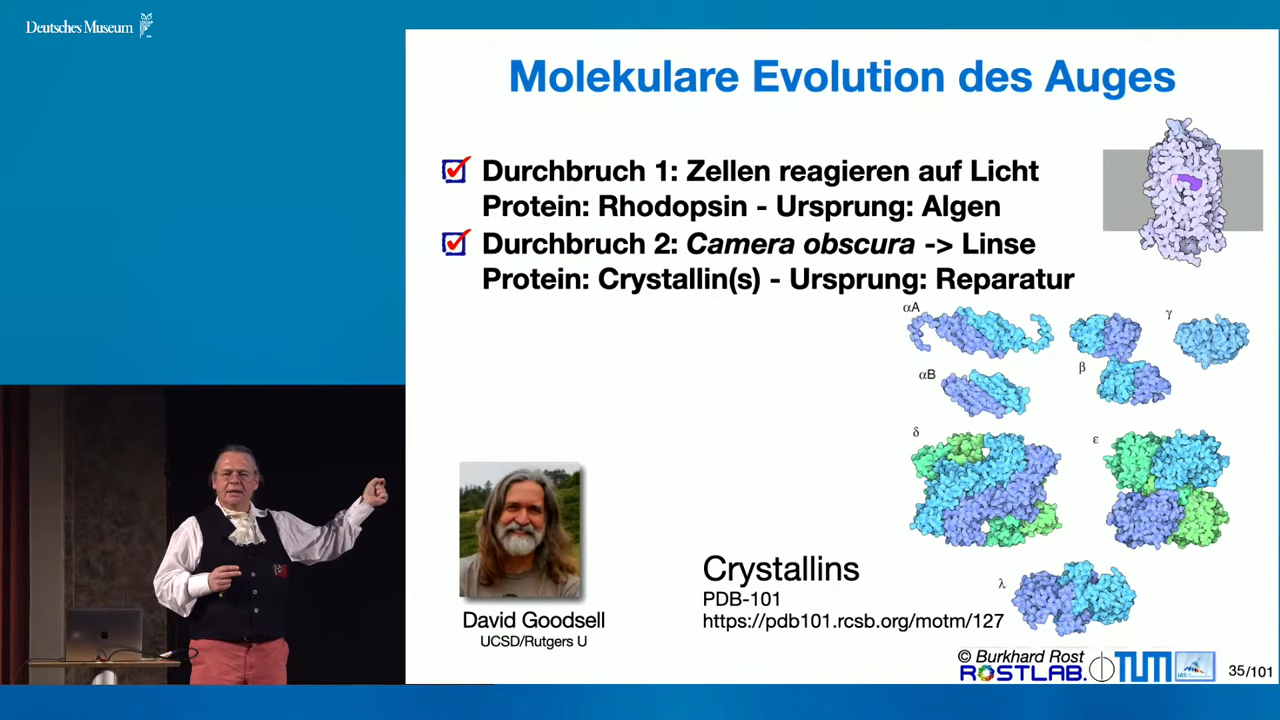 Deutsches Museum
Molekulare Evolution des Auges
Durchbruch 1: Zellen reagieren auf Licht
Protein: Rhodopsin - Ursprung: Algen
Durchbruch 2: Camera obscura -> Linse
Protein: Crystallin(s) - Ursprung: Reparatur
αA
γ
αB
β
δ
ε
λ
David Goodsell
UCSD/Rutgers U
Crystallins
PDB-101
https://pdb101.rcsb.org/motm/127
© Burkhard Rost
ROSTLAB.
TUM
IAS
35/101